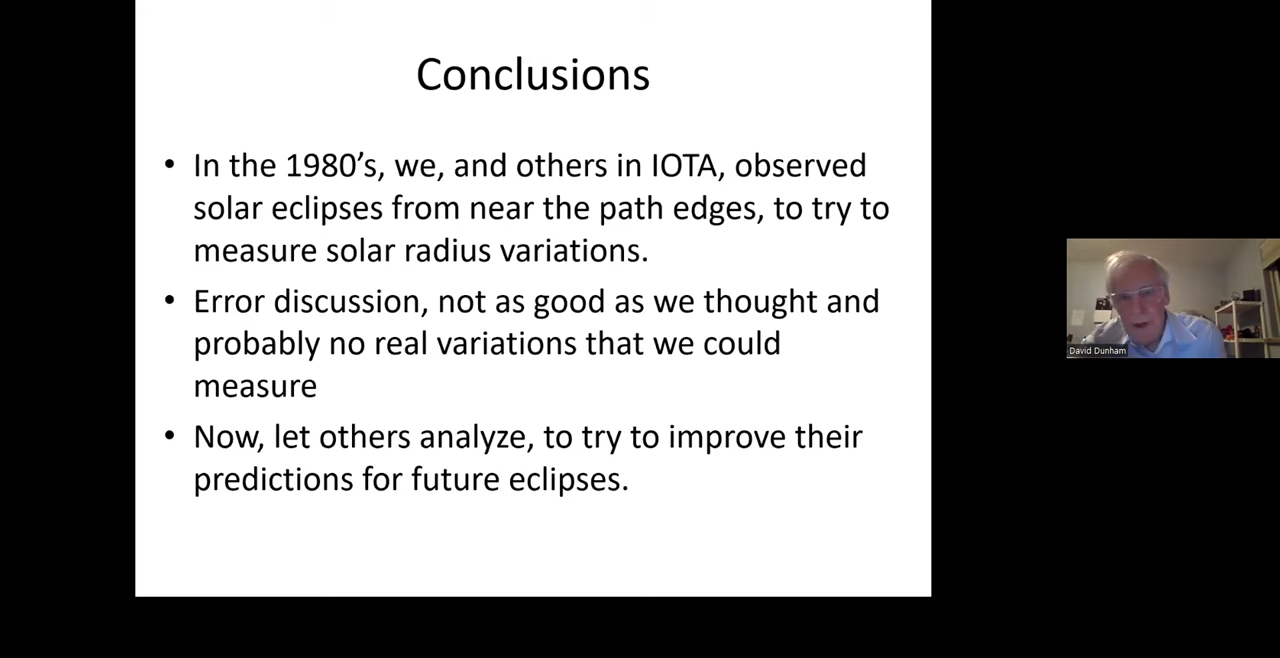 Conclusions
• In the 1980’s, we, and others in IOTA, observed
solar eclipses from near the path edges, to try to
measure solar radius variations.
• Error discussion, not as good as we thought and
probably no real variations that we could
measure
• Now, let others analyze, to try to improve their
predictions for future eclipses.
David Dunham